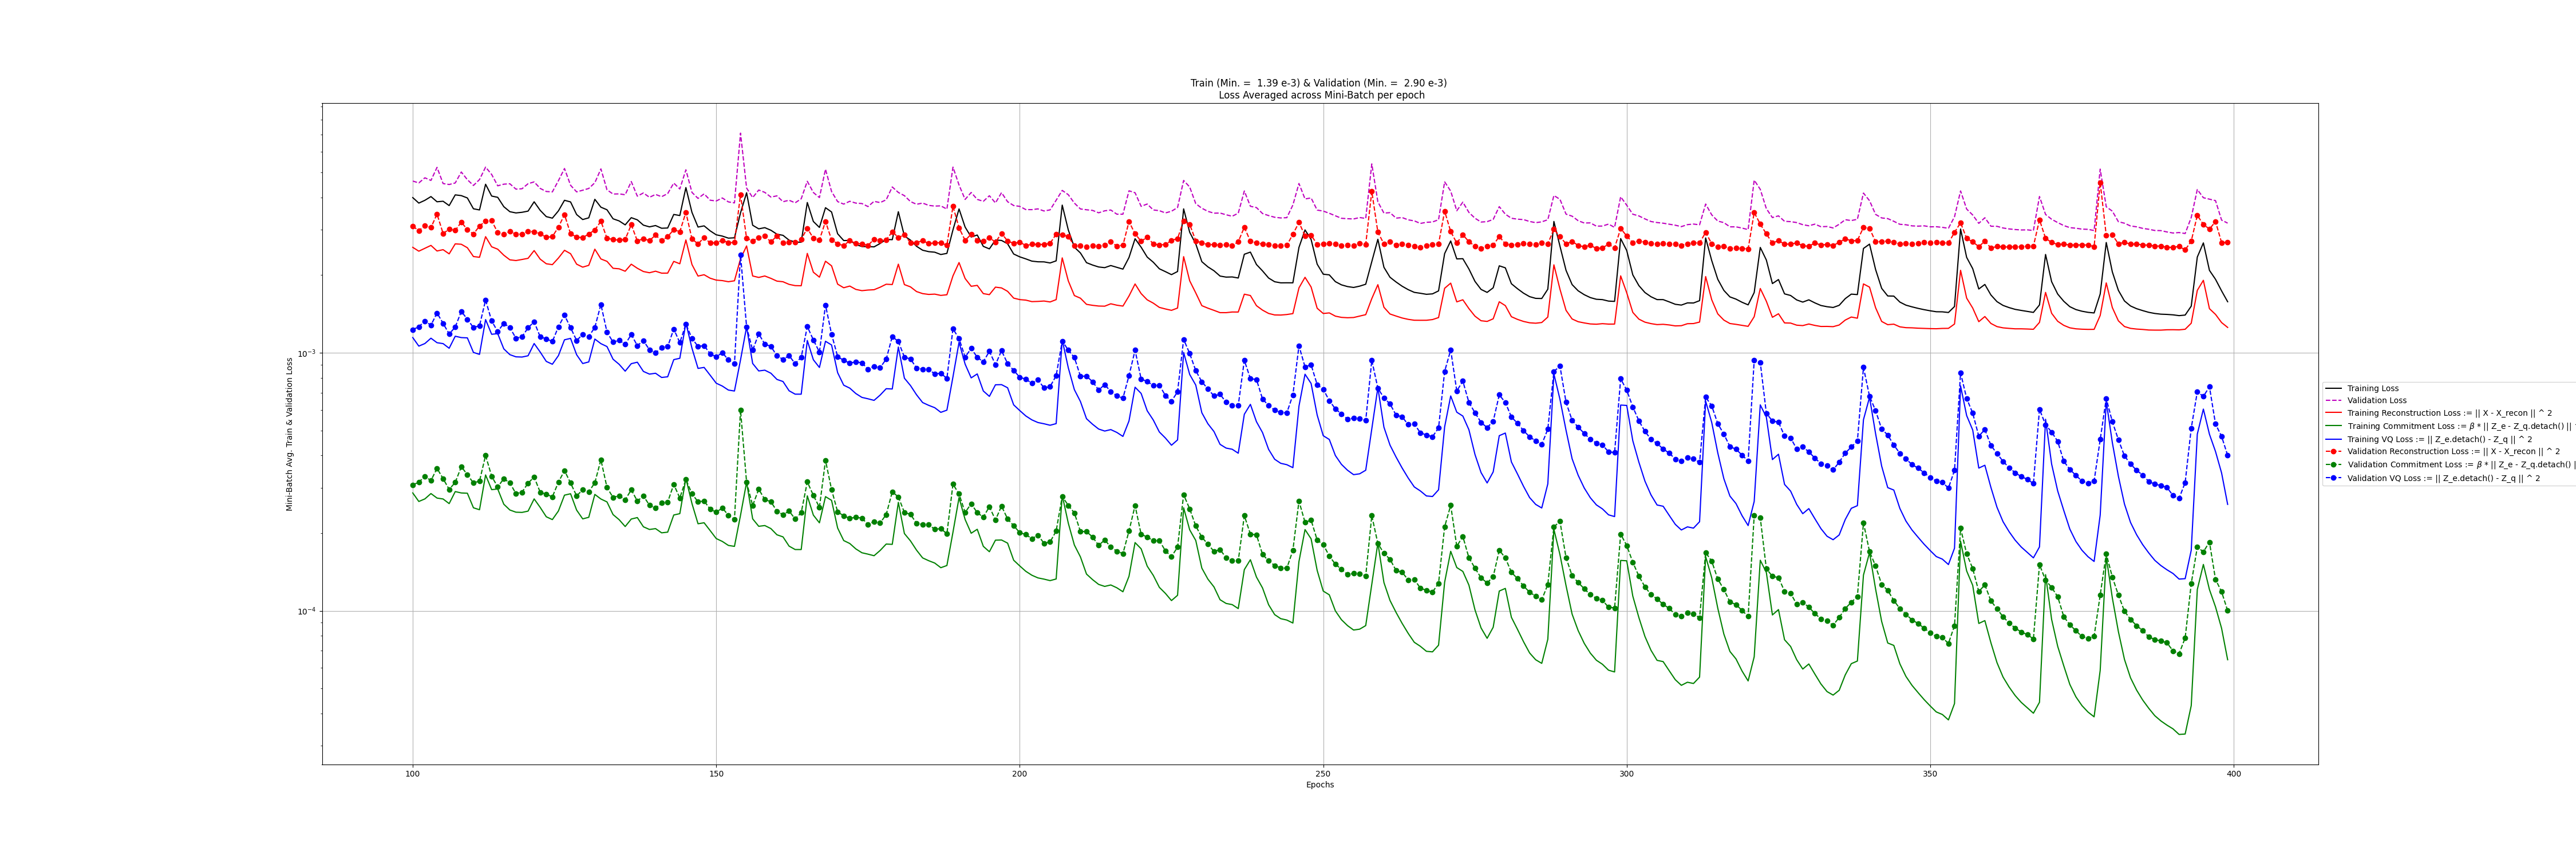 Train (Min. =  1.39 e-3) & Validation (Min. =  2.90 e-3)
Loss Averaged across Mini-Batch per epoch
Mini-Batch Avg. Train & Validation Loss
10⁻³
10⁻⁴
100
150
200
250
300
350
400
Epochs
Training Loss
Validation Loss
Training Reconstruction Loss := || X - X_recon || ^ 2
Training Commitment Loss := β * || Z_e - Z_q.detach() ||
Training VQ Loss := || Z_e.detach() - Z_q || ^ 2
Validation Reconstruction Loss := || X - X_recon || ^ 2
Validation Commitment Loss := β * || Z_e - Z_q.detach() ||
Validation VQ Loss := || Z_e.detach() - Z_q || ^ 2